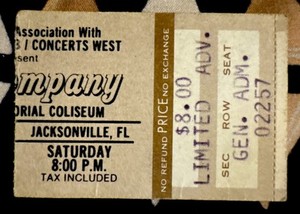 Association With
/ CONCERTS WEST
esent
ompany
ORIAL COLISEUM
JACKSONVILLE, FL
SATURDAY
8:00 P.M.
TAX INCLUDED
NO REFUND PRICE NO EXCHANGE
$8.00
LIMITED ADV.
SEC ROW SEAT
GEN. ADM.
02257